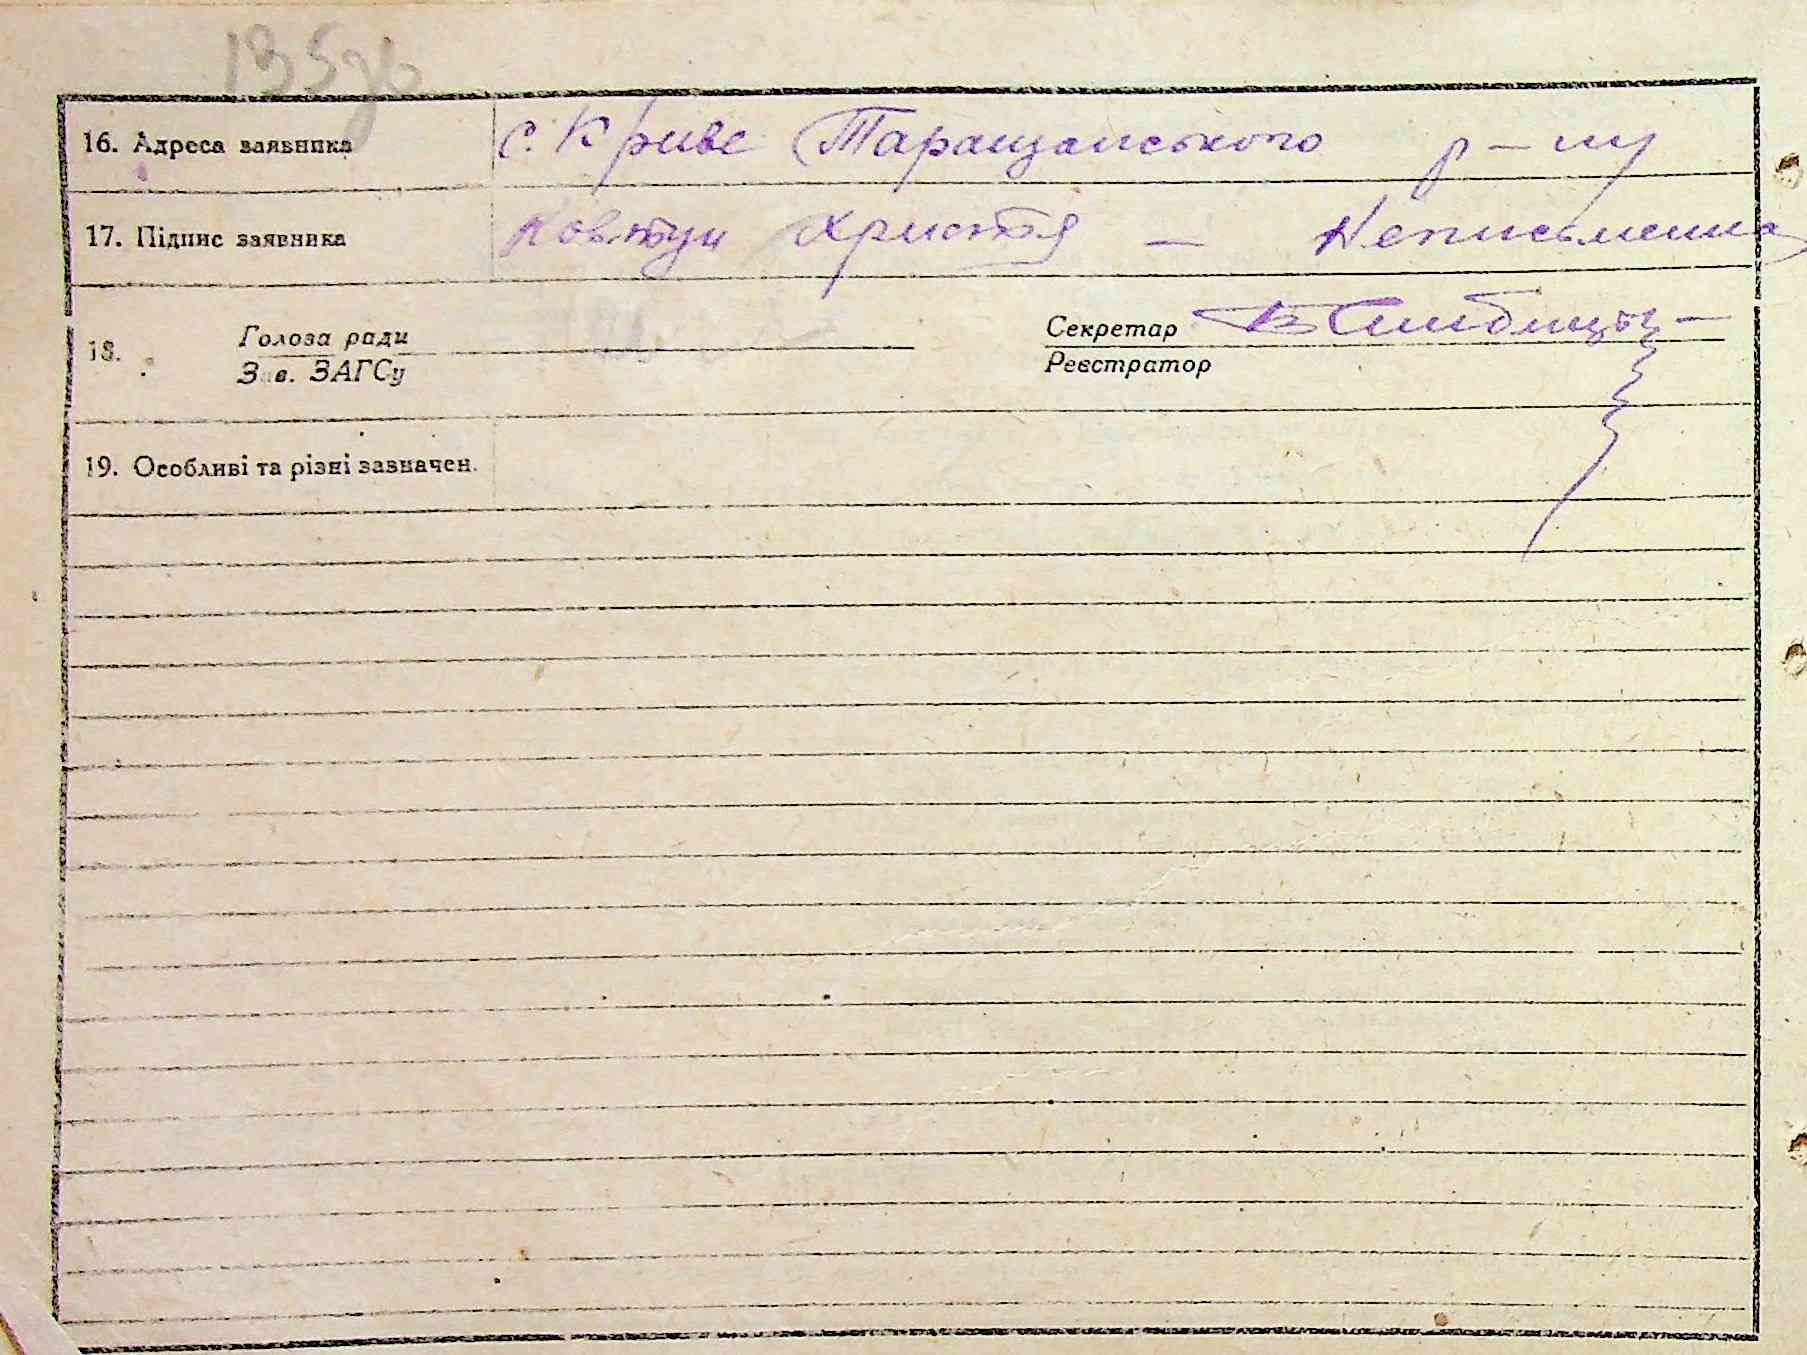 135
16. Адреса заявника с. Криве Таращанського р-ну
17. Підпис заявника Ковтун Христя — Неписьменна
18. Голова ради Секретар
Зав. ЗАГСу Реєстратор
19. Особливі та різні зазначен.